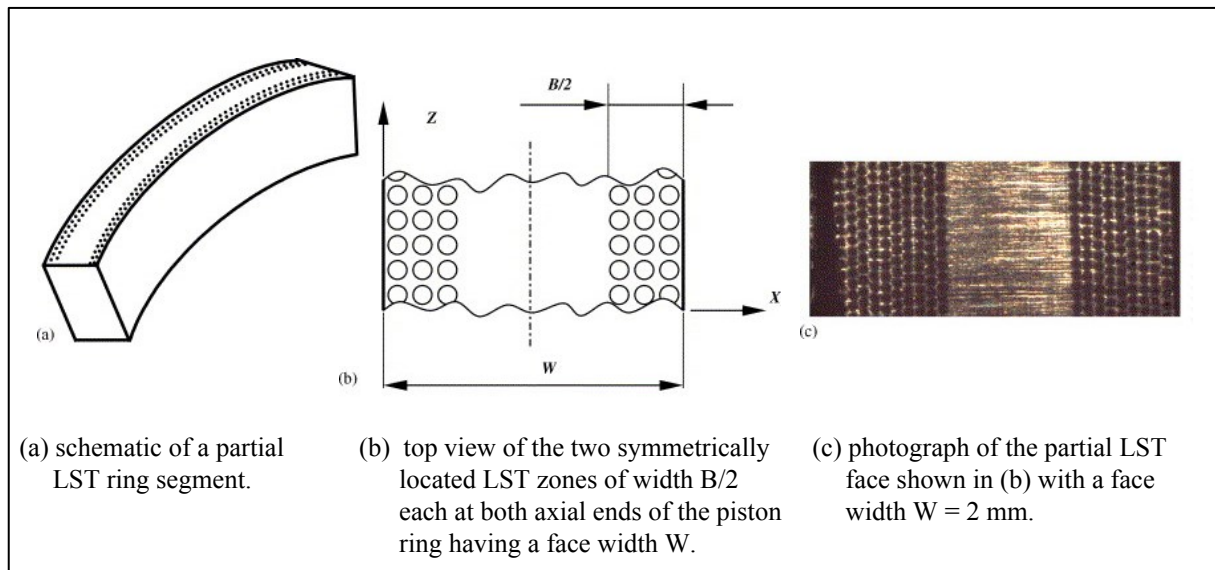 B/2
Z
X
W
(a)
(b)
(c)
(a) schematic of a partial
LST ring segment.
(b) top view of the two symmetrically
located LST zones of width B/2
each at both axial ends of the piston
ring having a face width W.
(c) photograph of the partial LST
face shown in (b) with a face
width W = 2 mm.